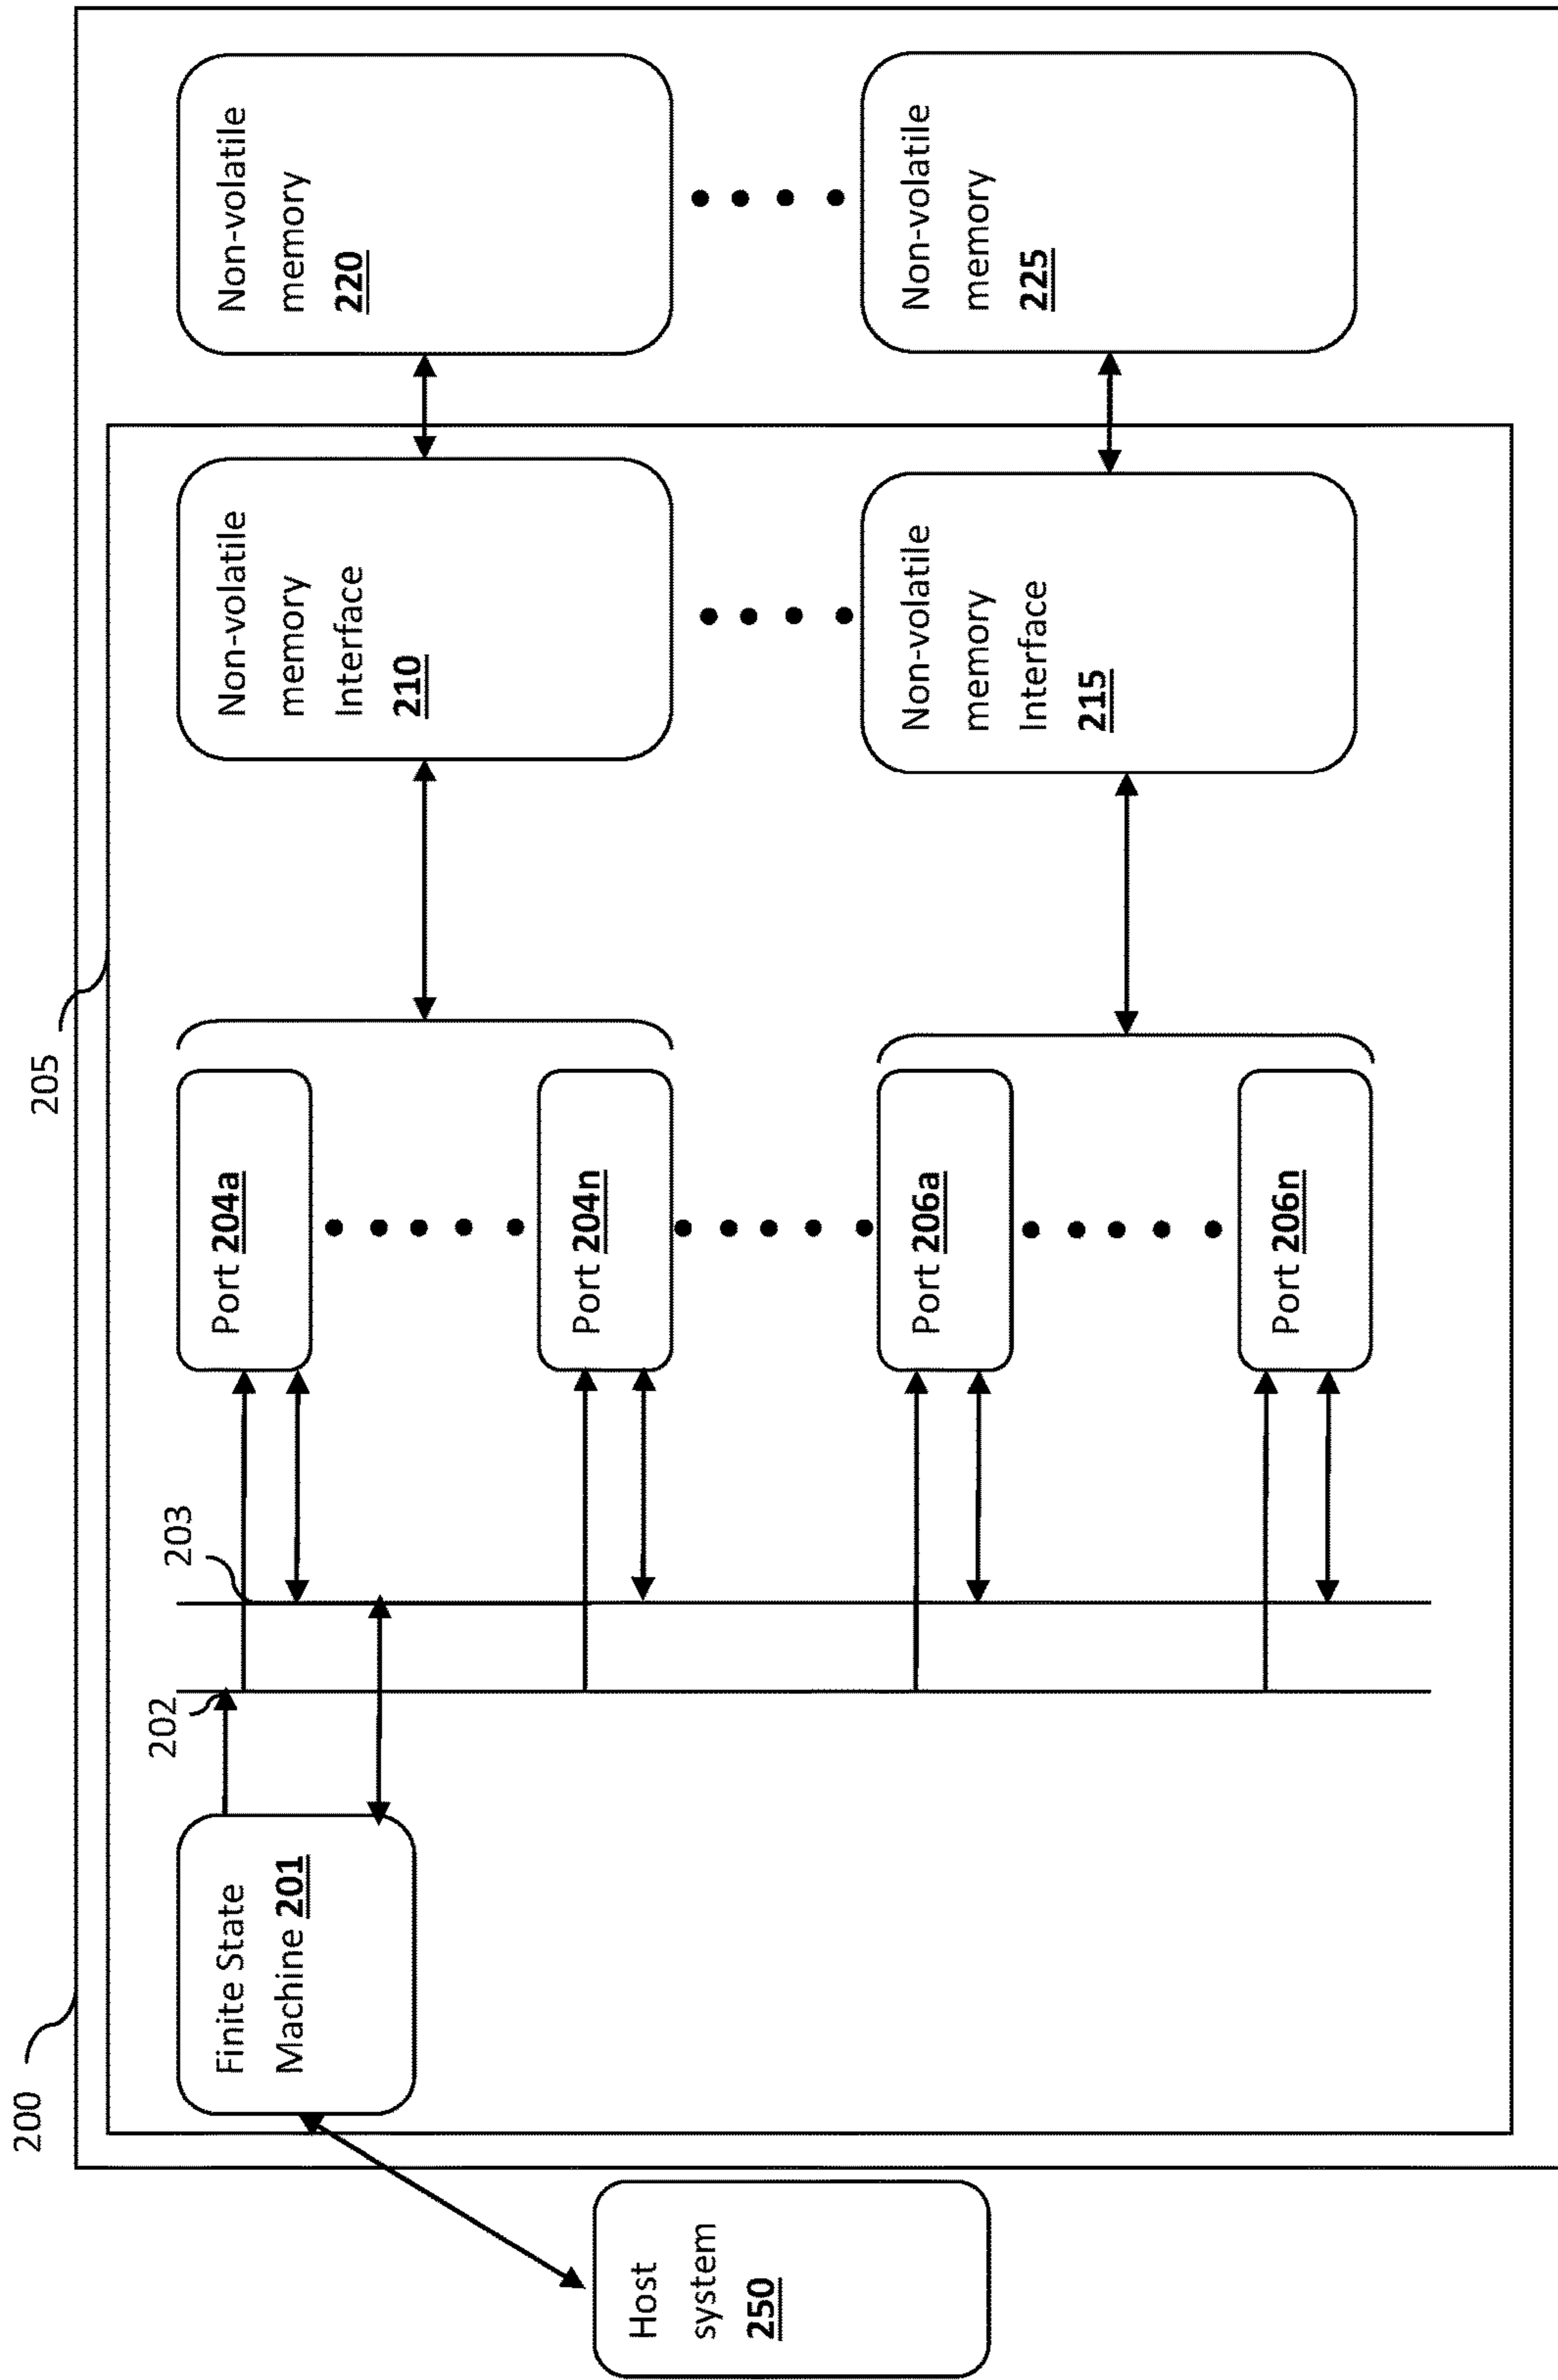 200
205
Host
system
250
Finite State
Machine 201
202
203
Port 204a
Port 204n
Port 206a
Port 206n
Non-volatile
memory
Interface
210
Non-volatile
memory
Interface
215
Non-volatile
memory
220
Non-volatile
memory
225